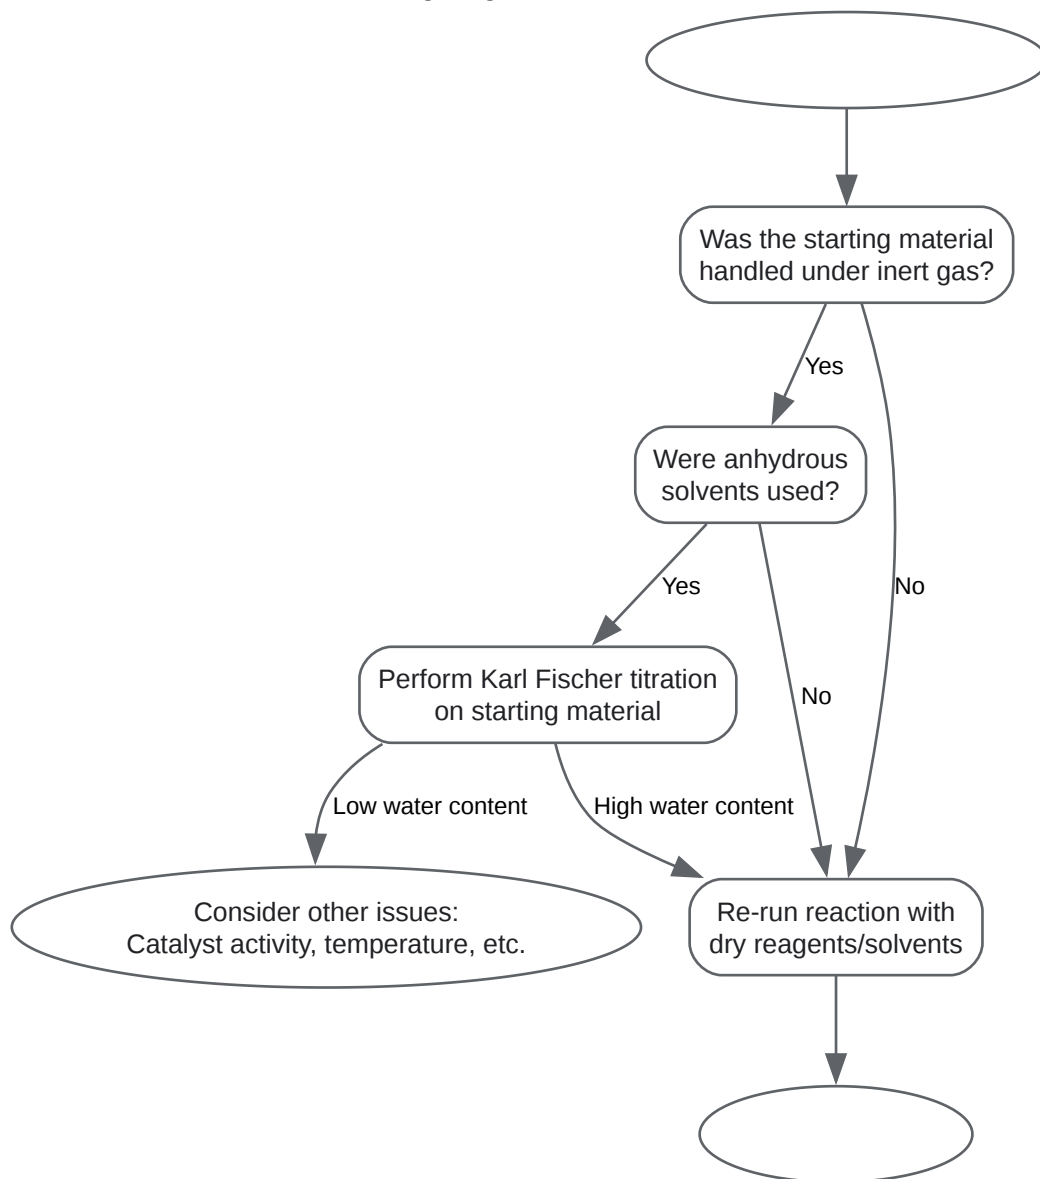 Was the starting material
handled under inert gas?
Yes
Were anhydrous
solvents used?
Yes
No
Perform Karl Fischer titration
on starting material
No
Low water content
High water content
Consider other issues:
Catalyst activity, temperature, etc.
Re-run reaction with
dry reagents/solvents